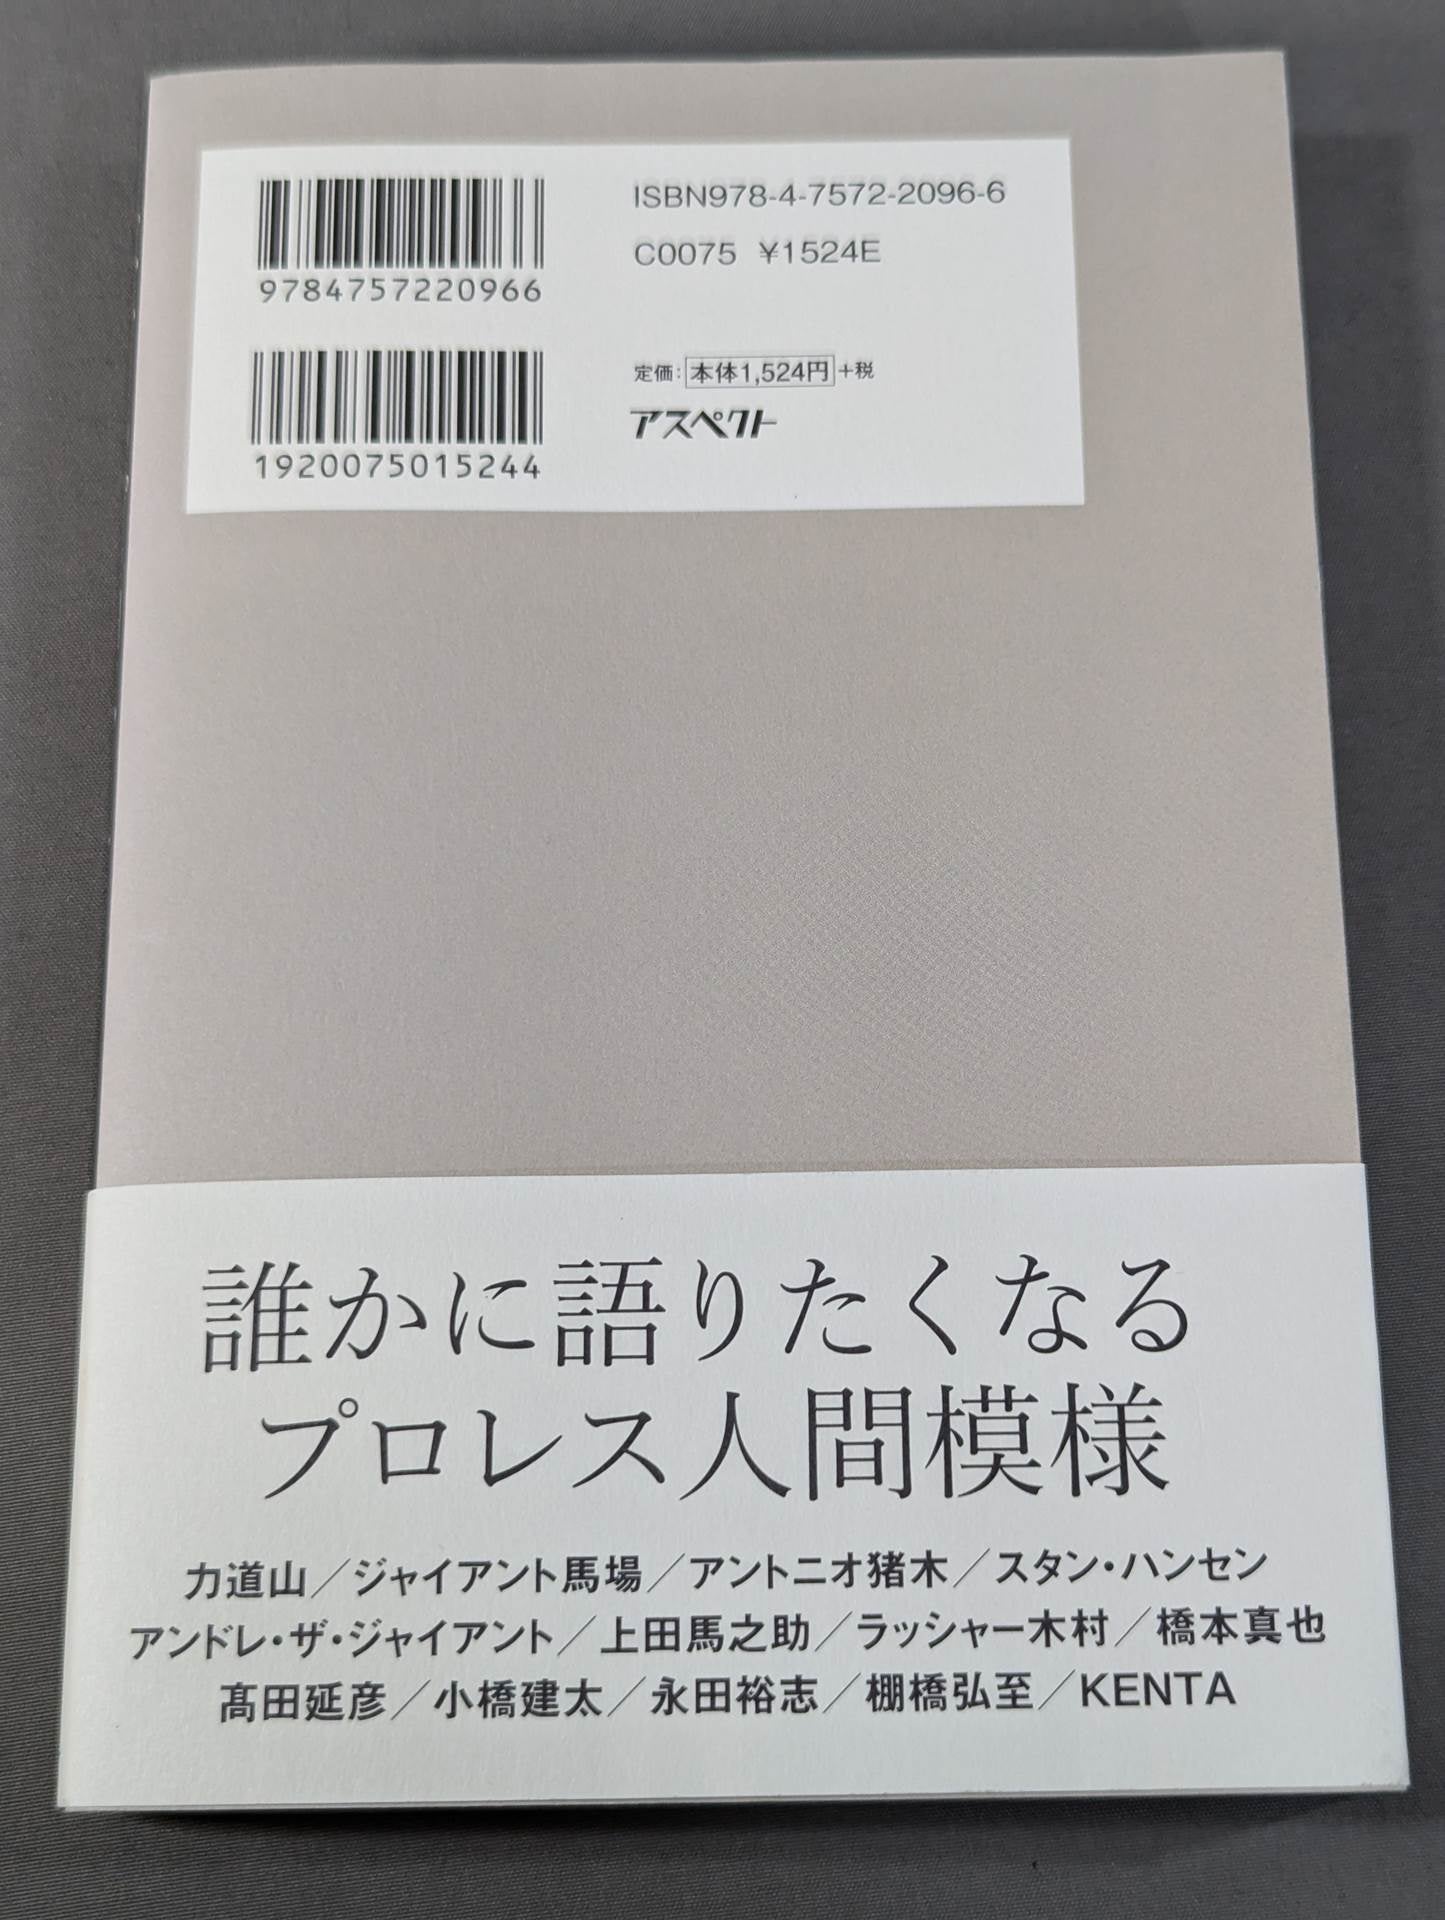 ISBN978-4-7572-2096-6
C0075 ¥1524E
9784757220966
定価：本体1,524円+税
アスペクト
1920075015244
誰かに語りたくなる
プロレス人間模様
力道山／ジャイアント馬場／アントニオ猪木／スタン・ハンセン
アンドレ・ザ・ジャイアント／上田馬之助／ラッシャー木村／橋本真也
髙田延彦／小橋建太／永田裕志／棚橋弘至／KENTA